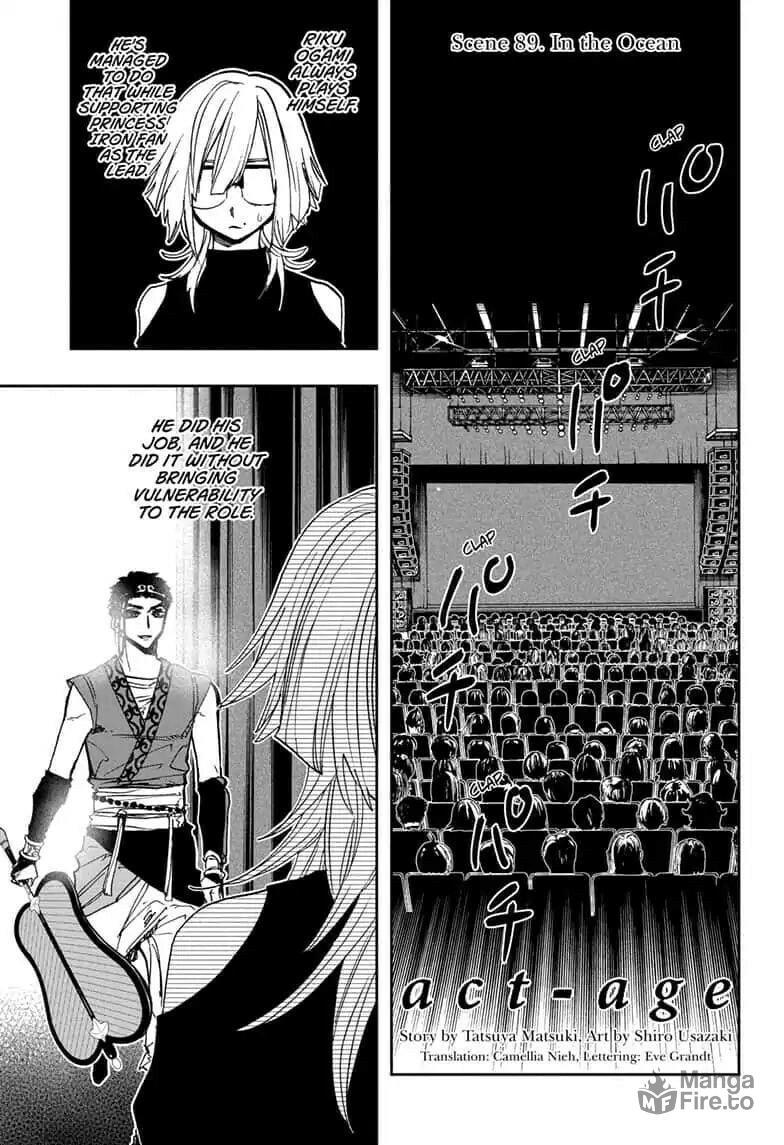 Scene 89. In the Ocean
CLAP
パチ
CLAP
パチ
CLAP
パチ
CLAP
パチ
act-age
Story by Tatsuya Matsuki, Art by Shiro Usazaki
Translation: Camellia Nieh, Lettering: Eve Grandt
RIKU
OGAMI
ALWAYS
PLAYS
HIMSELF.
HE'S
MANAGED
TO DO
THAT WHILE
SUPPORTING
PRINCESS
IRON FAN
AS THE
LEAD.
HE DID HIS
JOB, AND HE
DID IT WITHOUT
BRINGING
VULNERABILITY
TO THE ROLE.
MF
Manga
Fire.to